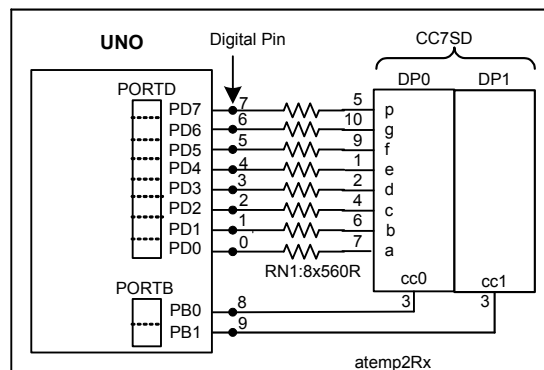 UNO
Digital Pin
CC7SD
DP0 DP1
PORTD
PD7 7 5 p
PD6 6 10 g
PD5 5 9 f
PD4 4 1 e
PD3 3 2 d
PD2 2 4 c
PD1 1 6 b
PD0 0 7 a
RN1:8x560R
cc0 cc1
PORTB
PB0 8 3 3
PB1 9
atemp2Rx